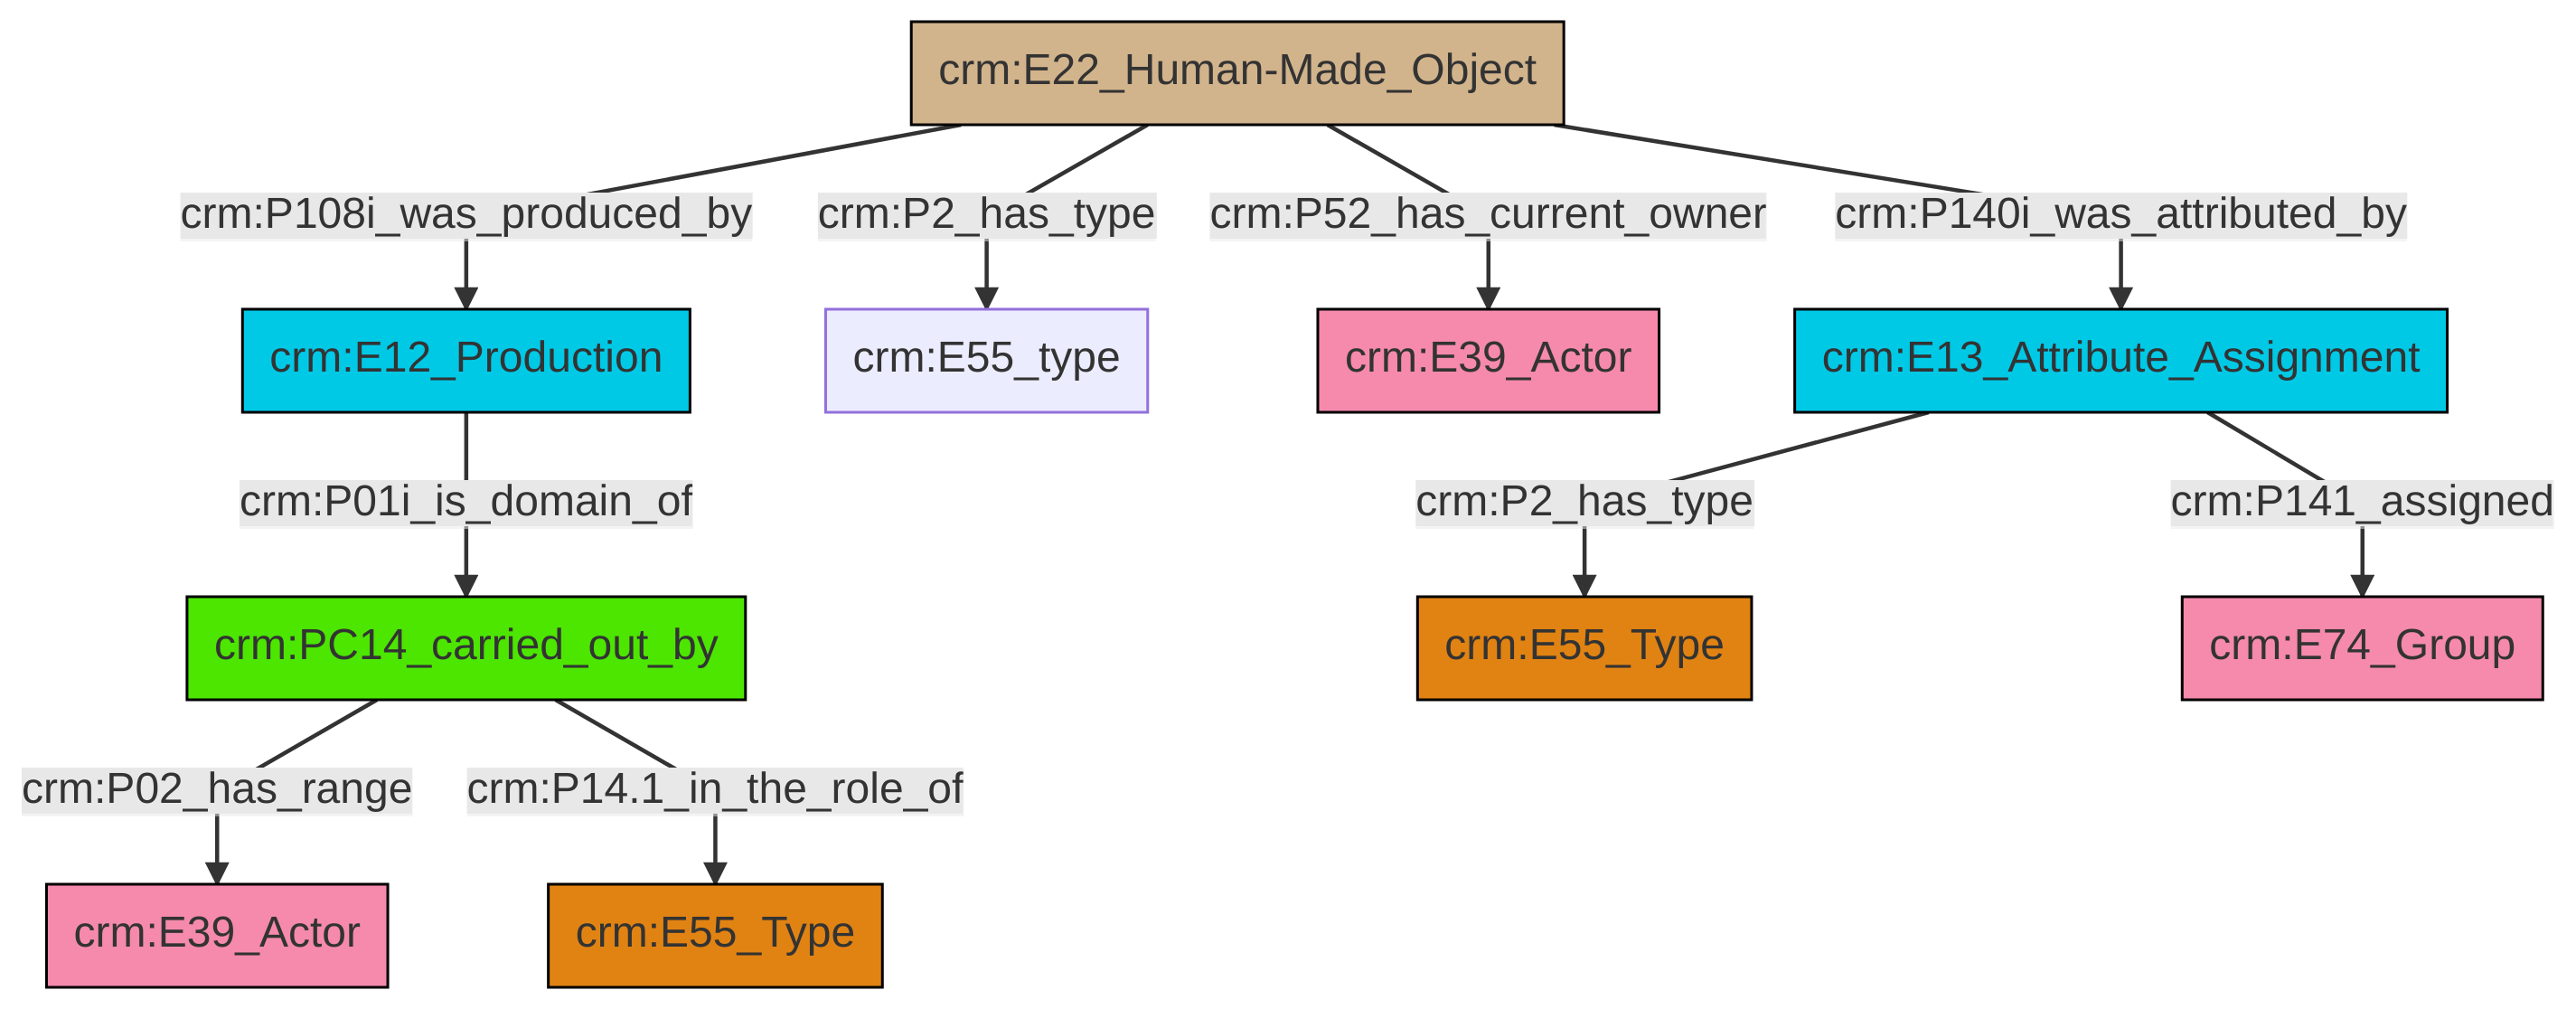 crm:E22_Human-Made_Object
crm:P108i_was_produced_by
crm:P2_has_type
crm:P52_has_current_owner
crm:P140i_was_attributed_by
crm:E12_Production
crm:E55_type
crm:E39_Actor
crm:E13_Attribute_Assignment
crm:P01i_is_domain_of
crm:P2_has_type
crm:P141_assigned
crm:PC14_carried_out_by
crm:E55_Type
crm:E74_Group
crm:P02_has_range
crm:P14.1_in_the_role_of
crm:E39_Actor
crm:E55_Type